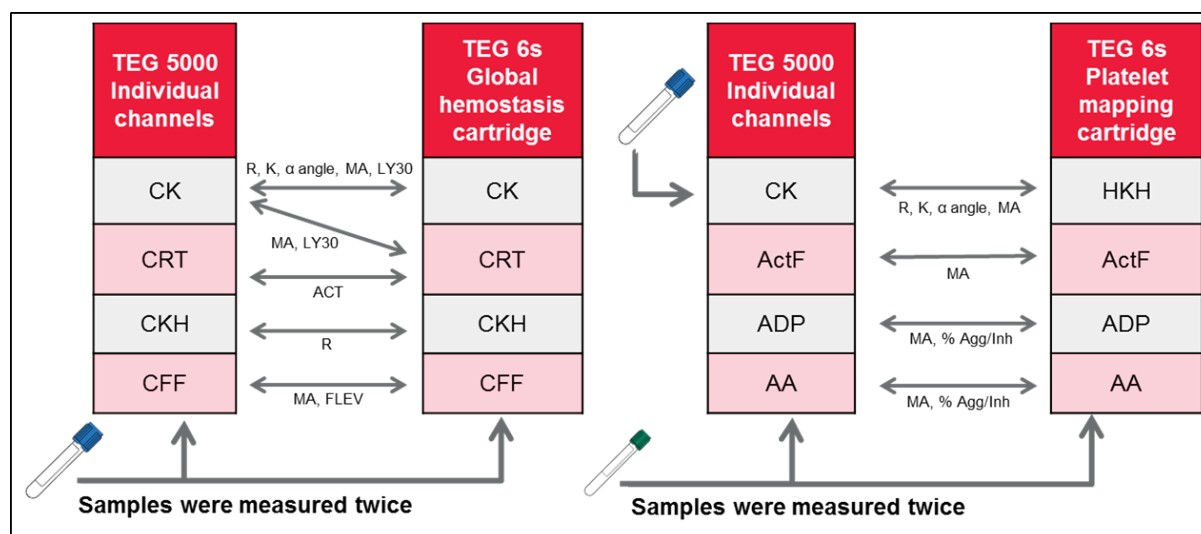 TEG 5000
Individual
channels
CK
CRT
CKH
CFF
R, K, α angle, MA, LY30
MA, LY30
ACT
R
MA, FLEV
TEG 6s
Global
hemostasis
cartridge
CK
CRT
CKH
CFF
Samples were measured twice
TEG 5000
Individual
channels
CK
ActF
ADP
AA
R, K, α angle, MA
MA
MA, % Agg/Inh
MA, % Agg/Inh
TEG 6s
Platelet
mapping
cartridge
HKH
ActF
ADP
AA
Samples were measured twice